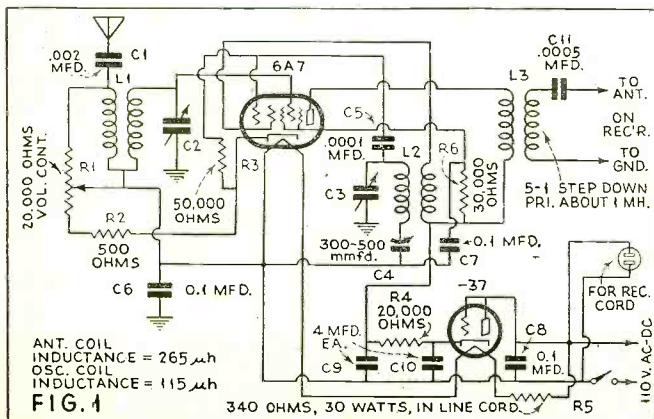 .002
MFD.
C1
L1
C2
20,000 OHMS
VOL. CONT.
R1
R2
500
OHMS
C6
0.1 MFD.
6A7
R3
50,000
OHMS
C5
.0001
MFD.
L2
C3
300-500
mmfd.
C4
R6
30,000
OHMS
0.1 MFD.
C7
L3
C11
.0005
MFD.
TO
ANT.
ON
REC'R.
TO
GND.
5-1 STEP DOWN
PRI. ABOUT 1 MH.
FOR REC.
CORD
R4
20,000
OHMS
4 MFD.
EA.
C9
C10
-37
C8
0.1
MFD.
110 V. AC-DC
R5
340 OHMS, 30 WATTS, IN LINE CORD
ANT. COIL
INDUCTANCE = 265 µh
OSC. COIL
INDUCTANCE = 115 µh
FIG. 1